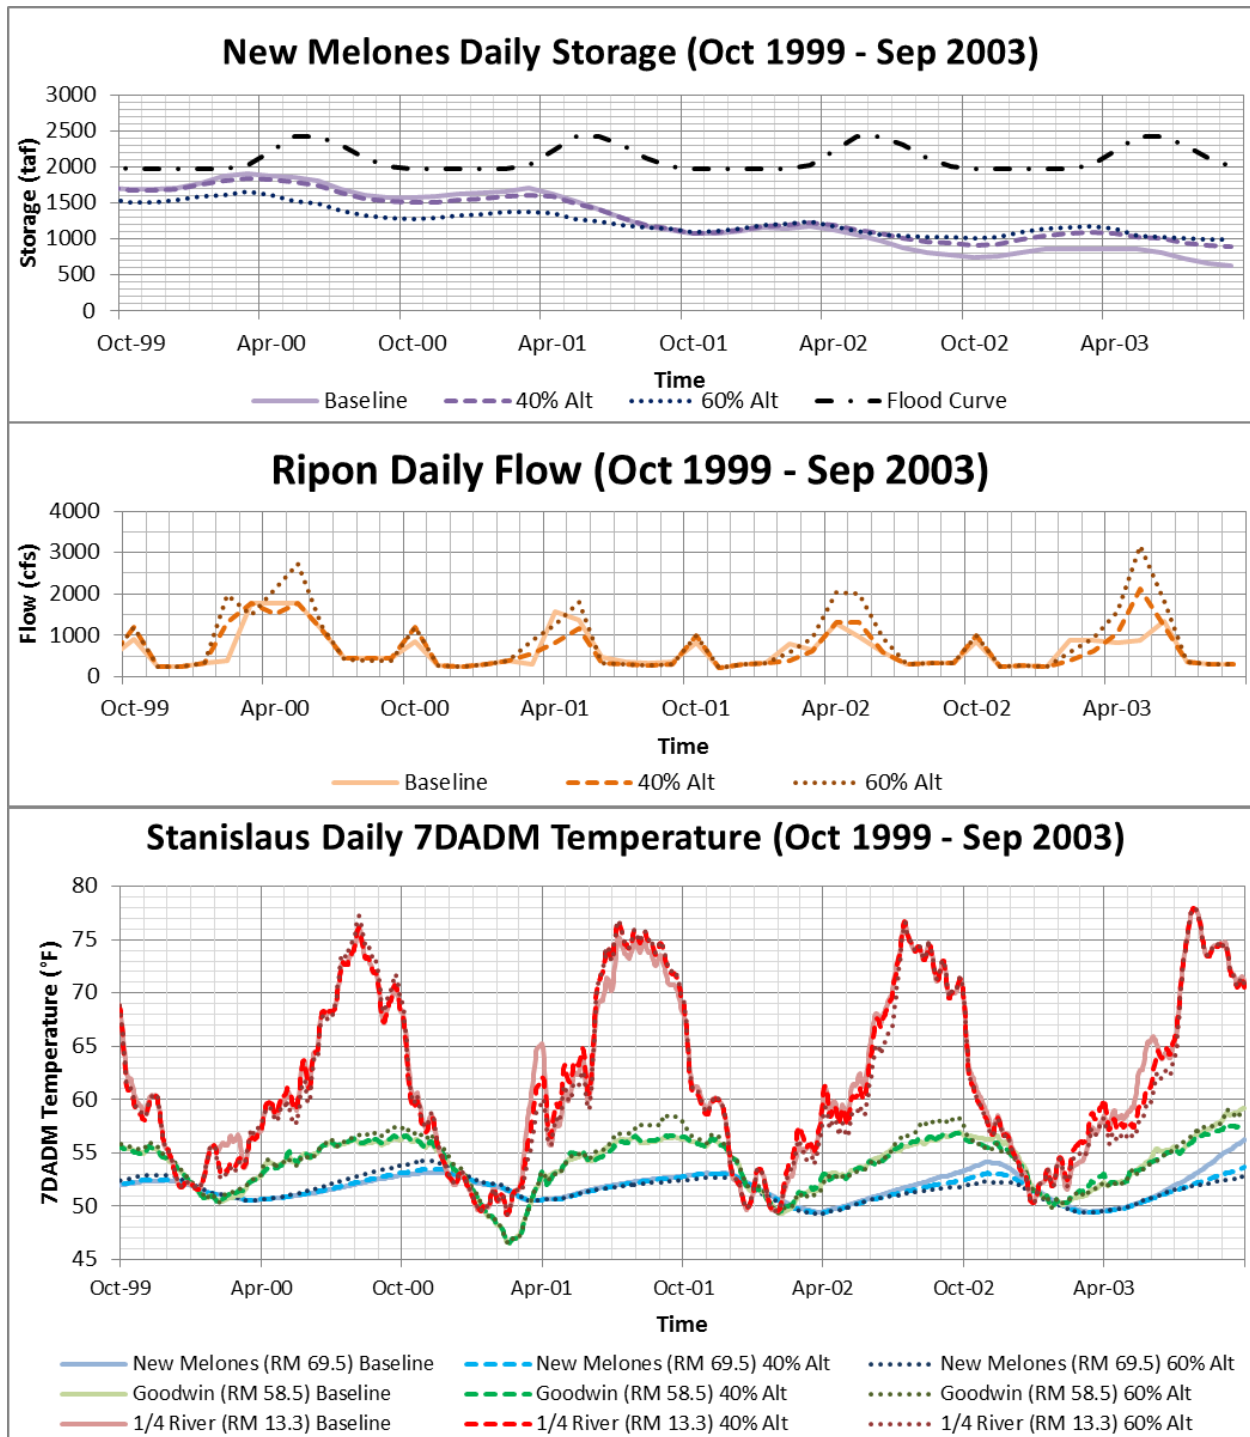 New Melones Daily Storage (Oct 1999 - Sep 2003)
Storage (taf)
3000
2500
2000
1500
1000
500
0
Oct-99 Apr-00 Oct-00 Apr-01 Oct-01 Apr-02 Oct-02 Apr-03
Time
Baseline 40% Alt 60% Alt Flood Curve
Ripon Daily Flow (Oct 1999 - Sep 2003)
Flow (cfs)
4000
3000
2000
1000
0
Oct-99 Apr-00 Oct-00 Apr-01 Oct-01 Apr-02 Oct-02 Apr-03
Time
Baseline 40% Alt 60% Alt
Stanislaus Daily 7DADM Temperature (Oct 1999 - Sep 2003)
7DADM Temperature (°F)
80
75
70
65
60
55
50
45
Oct-99 Apr-00 Oct-00 Apr-01 Oct-01 Apr-02 Oct-02 Apr-03
Time
New Melones (RM 69.5) Baseline New Melones (RM 69.5) 40% Alt New Melones (RM 69.5) 60% Alt
Goodwin (RM 58.5) Baseline Goodwin (RM 58.5) 40% Alt Goodwin (RM 58.5) 60% Alt
1/4 River (RM 13.3) Baseline 1/4 River (RM 13.3) 40% Alt 1/4 River (RM 13.3) 60% Alt